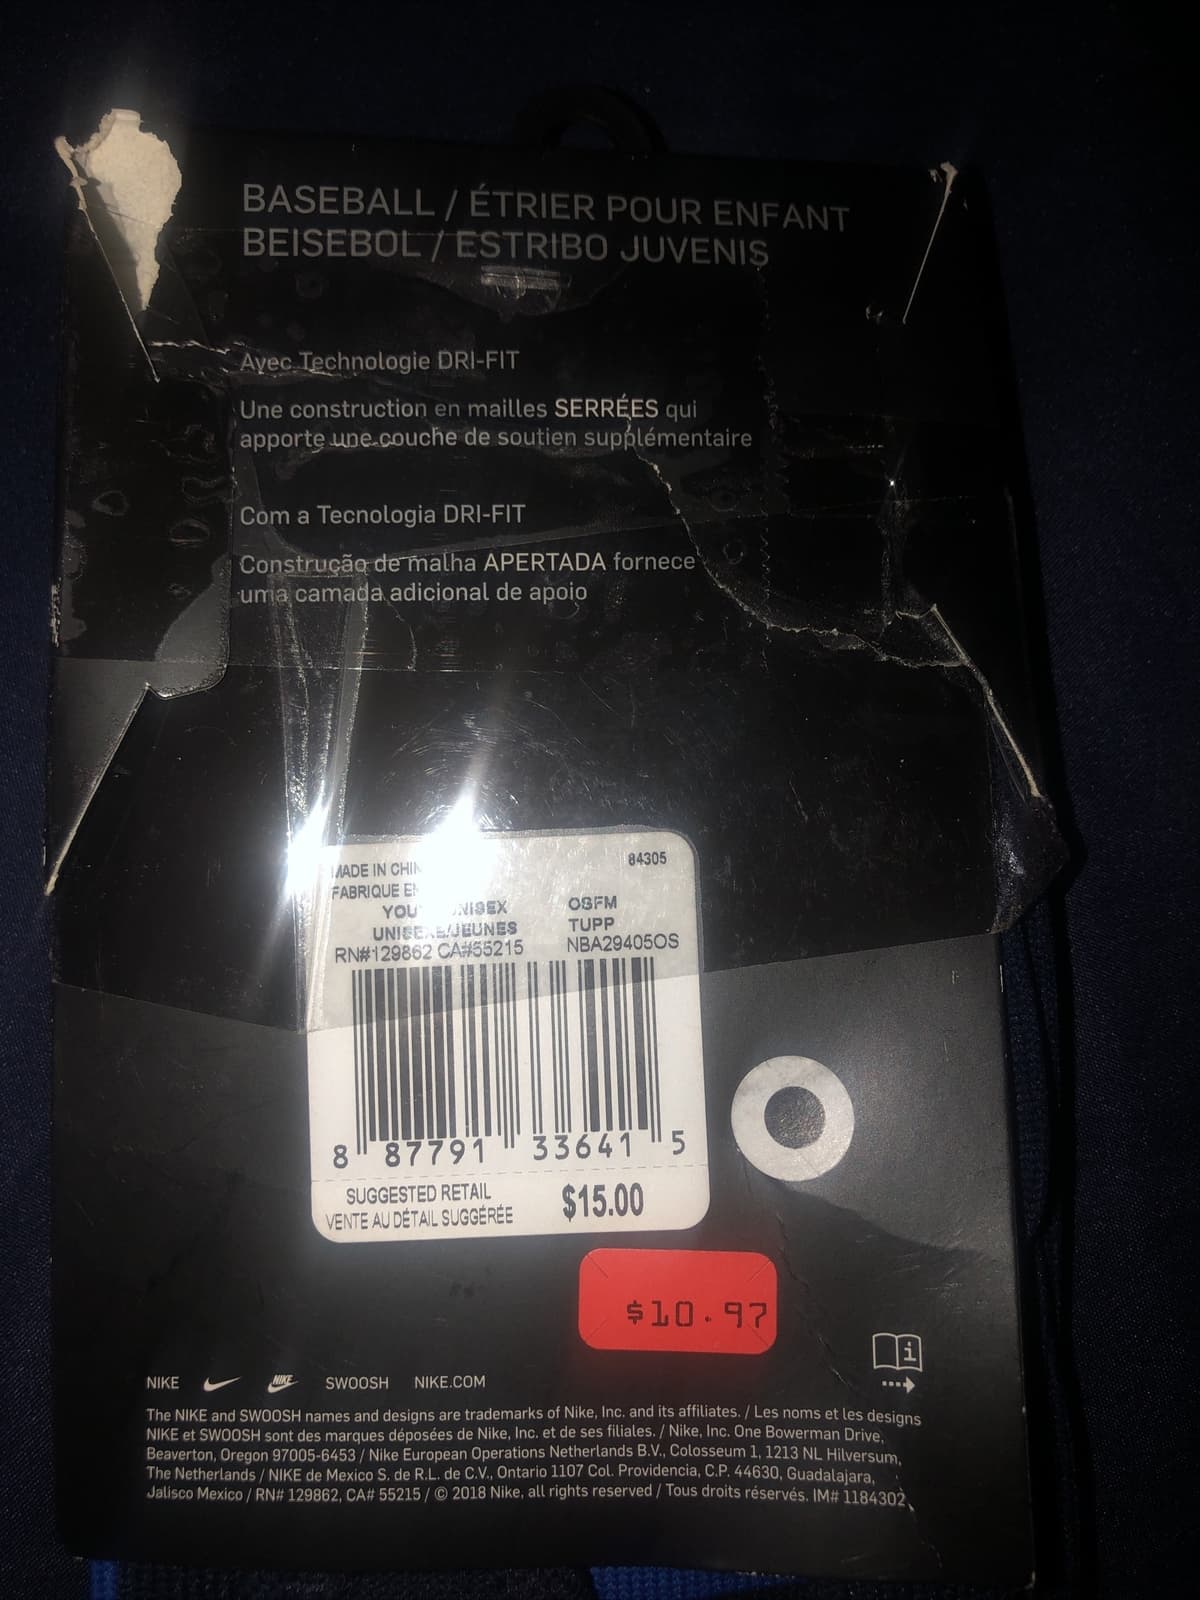 BASEBALL / ÉTRIER POUR ENFANT
BEISEBOL / ESTRIBO JUVENIS
Avec Technologie DRI-FIT
Une construction en mailles SERRÉES qui
apporte une couche de soutien supplémentaire
Com a Tecnologia DRI-FIT
Construção de malha APERTADA fornece
uma camada adicional de apoio
MADE IN 84305
FABRIQUE
OSFM
UNISEXE/JEUNES TUPP
RN#129862 CA#55215 NBA29405OS
8 87791 33641 5
SUGGESTED RETAIL
VENTE AU DÉTAIL SUGGÉRÉE $15.00
$10.97
NIKE NIKE SWOOSH NIKE.COM
The NIKE and SWOOSH names and designs are trademarks of Nike, Inc. and its affiliates. / Les noms et les designs
NIKE et SWOOSH sont des marques déposées de Nike, Inc. et de ses filiales. / Nike, Inc. One Bowerman Drive,
Beaverton, Oregon 97005-6453 / Nike European Operations Netherlands B.V., Colosseum 1, 1213 NL Hilversum,
The Netherlands / NIKE de Mexico S. de R.L. de C.V., Ontario 1107 Col. Providencia, C.P. 44630, Guadalajara,
Jalisco Mexico / RN# 129862, CA# 55215 / © 2018 Nike, all rights reserved / Tous droits réservés. IM# 1184302